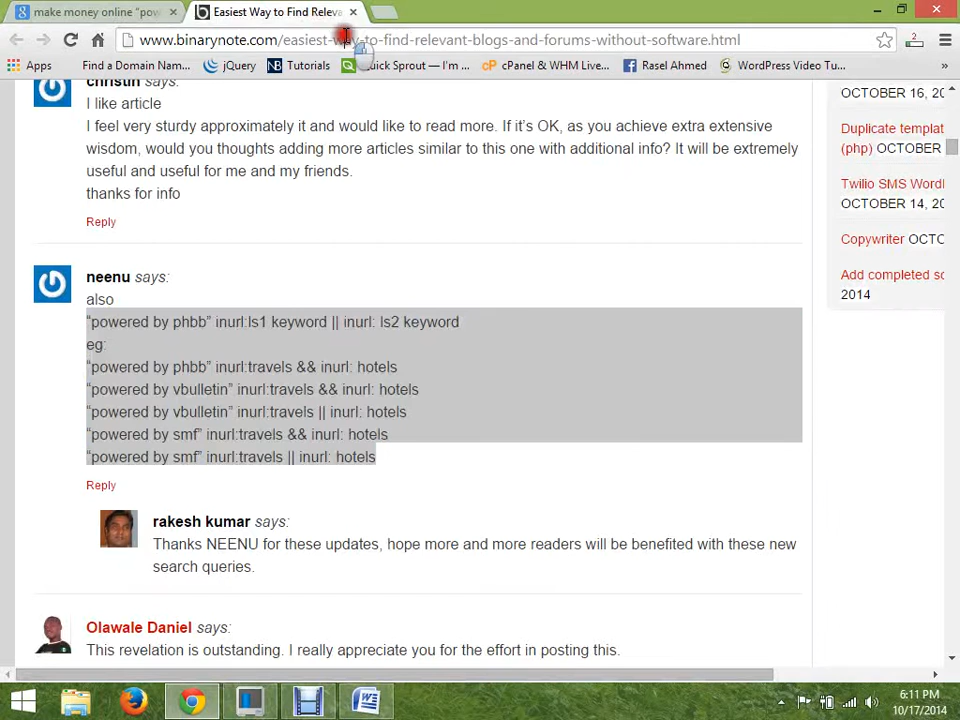 make money online "pow
Easiest Way to Find Releva
www.binarynote.com/easiest-way-to-find-relevant-blogs-and-forums-without-software.html
Apps Find a Domain Nam... jQuery Tutorials Quick Sprout — I'm ... cPanel & WHM Live... Rasel Ahmed WordPress Video Tu... »
christin says:
I like article
I feel very sturdy approximately it and would like to read more. If it's OK, as you achieve extra extensive
wisdom, would you thoughts adding more articles similar to this one with additional info? It will be extremely
useful and useful for me and my friends.
thanks for info
Reply
neenu says:
also
“powered by phbb” inurl:ls1 keyword || inurl: ls2 keyword
eg:
“powered by phbb” inurl:travels && inurl: hotels
“powered by vbulletin” inurl:travels && inurl: hotels
“powered by vbulletin” inurl:travels || inurl: hotels
“powered by smf” inurl:travels && inurl: hotels
“powered by smf” inurl:travels || inurl: hotels
Reply
rakesh kumar says:
Thanks NEENU for these updates, hope more and more readers will be benefited with these new
search queries.
Olawale Daniel says:
This revelation is outstanding. I really appreciate you for the effort in posting this.
OCTOBER 16, 20
Duplicate templat
(php) OCTOBER
Twilio SMS Word
OCTOBER 14, 20
Copywriter OCTO
Add completed so
2014
6:11 PM
10/17/2014